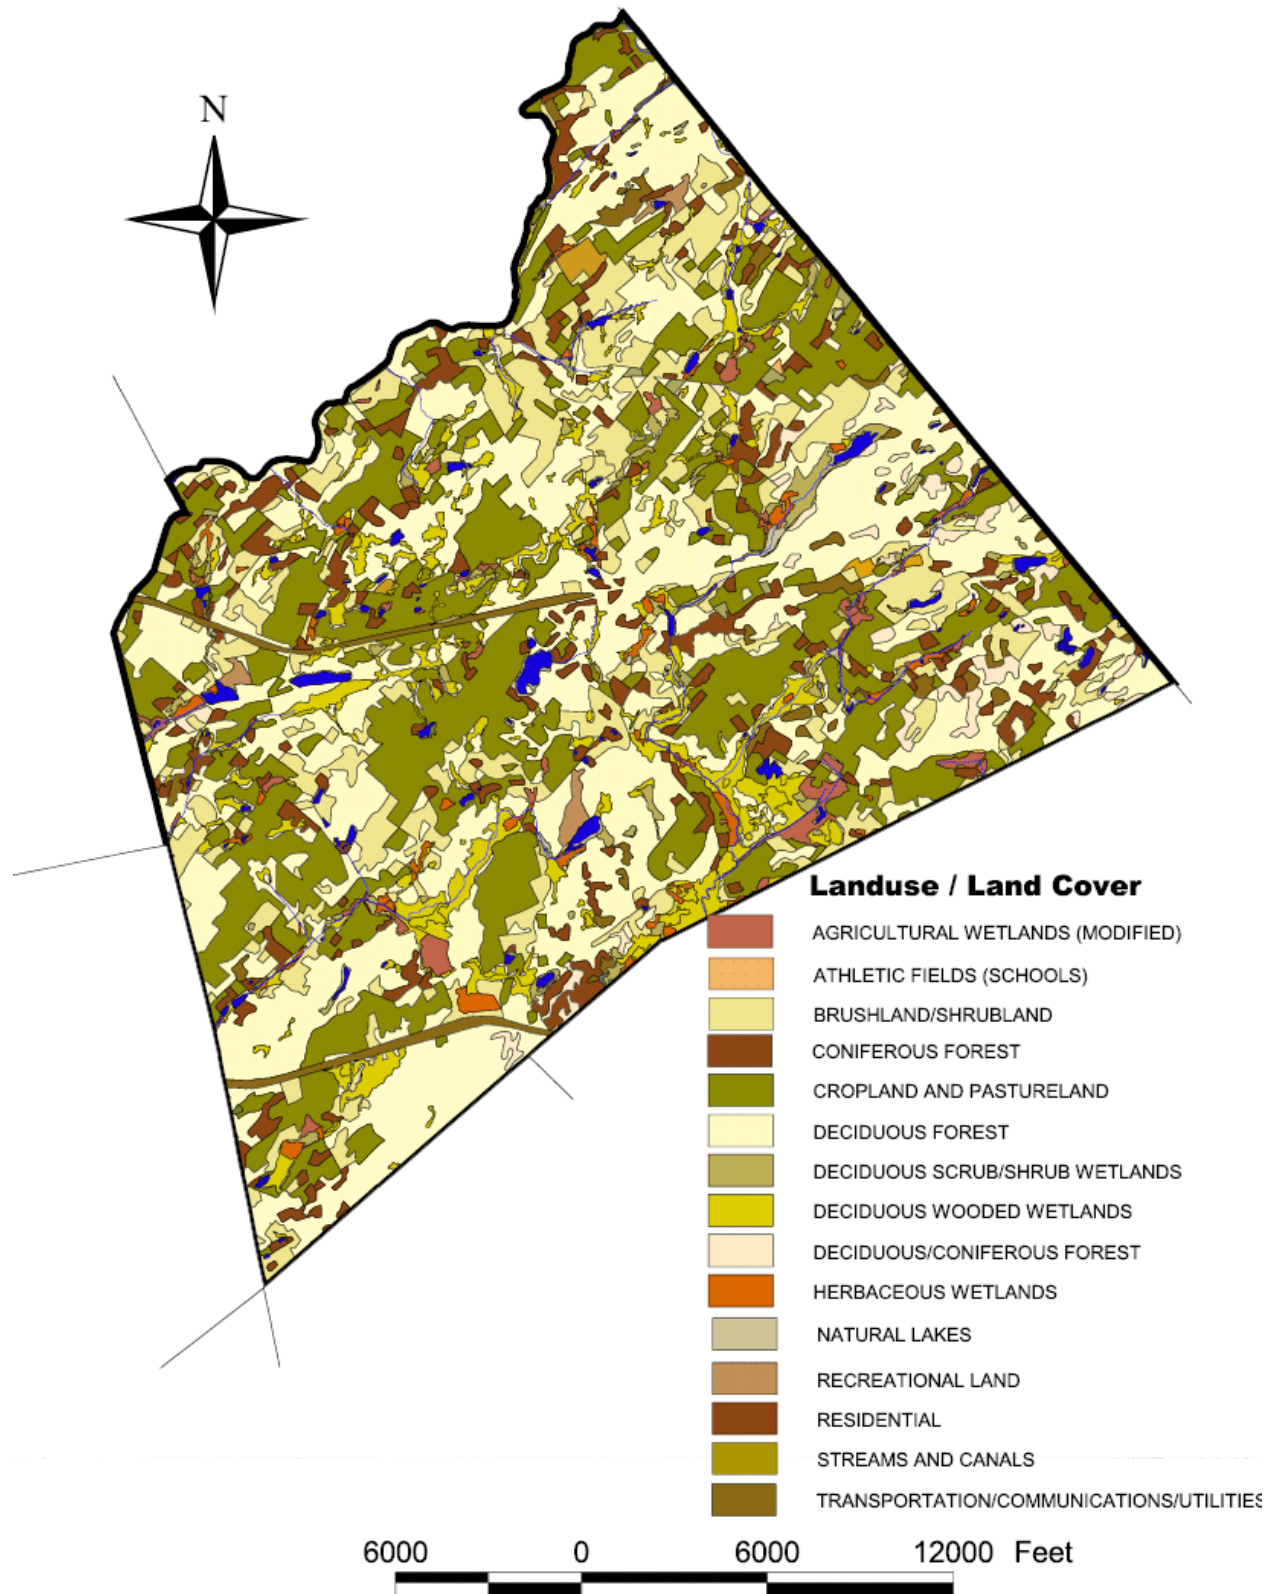 N
Landuse / Land Cover
AGRICULTURAL WETLANDS (MODIFIED)
ATHLETIC FIELDS (SCHOOLS)
BRUSHLAND/SHRUBLAND
CONIFEROUS FOREST
CROPLAND AND PASTURELAND
DECIDUOUS FOREST
DECIDUOUS SCRUB/SHRUB WETLANDS
DECIDUOUS WOODED WETLANDS
DECIDUOUS/CONIFEROUS FOREST
HERBACEOUS WETLANDS
NATURAL LAKES
RECREATIONAL LAND
RESIDENTIAL
STREAMS AND CANALS
TRANSPORTATION/COMMUNICATIONS/UTILITIES
6000 0 6000 12000 Feet